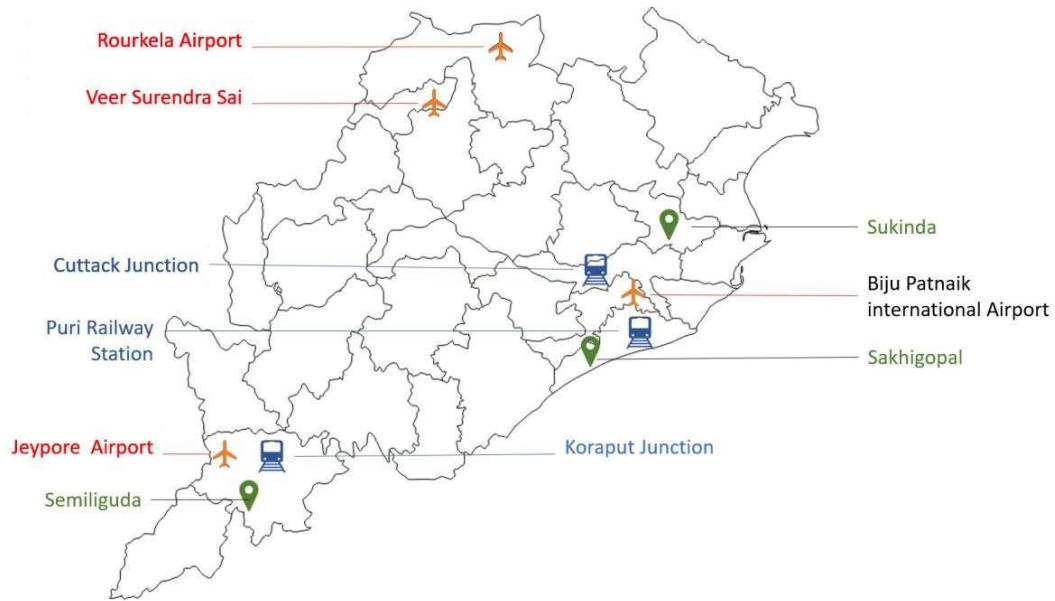 Rourkela Airport
Veer Surendra Sai
Sukinda
Cuttack Junction
Biju Patnaik
international Airport
Puri Railway
Station
Sakhigopal
Jeypore Airport
Koraput Junction
Semiliguda